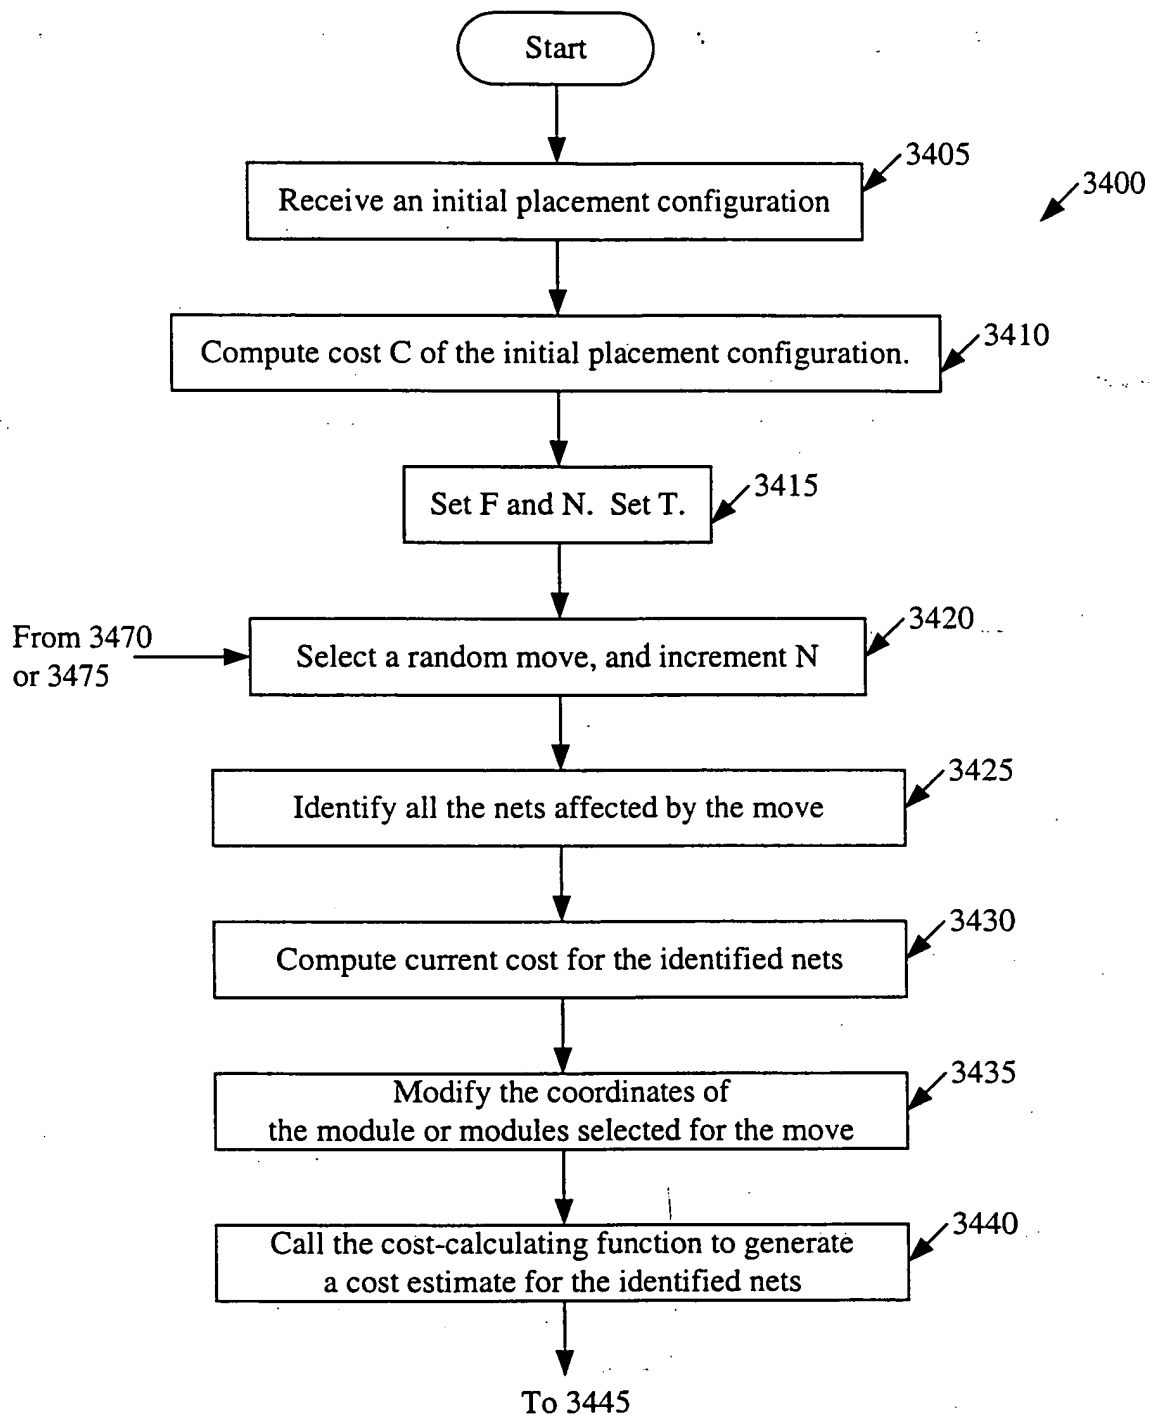 Start
3405
3400
Receive an initial placement configuration
3410
Compute cost C of the initial placement configuration.
3415
Set F and N. Set T.
3420
From 3470
or 3475
Select a random move, and increment N
3425
Identify all the nets affected by the move
3430
Compute current cost for the identified nets
3435
Modify the coordinates of
the module or modules selected for the move
3440
Call the cost-calculating function to generate
a cost estimate for the identified nets
To 3445